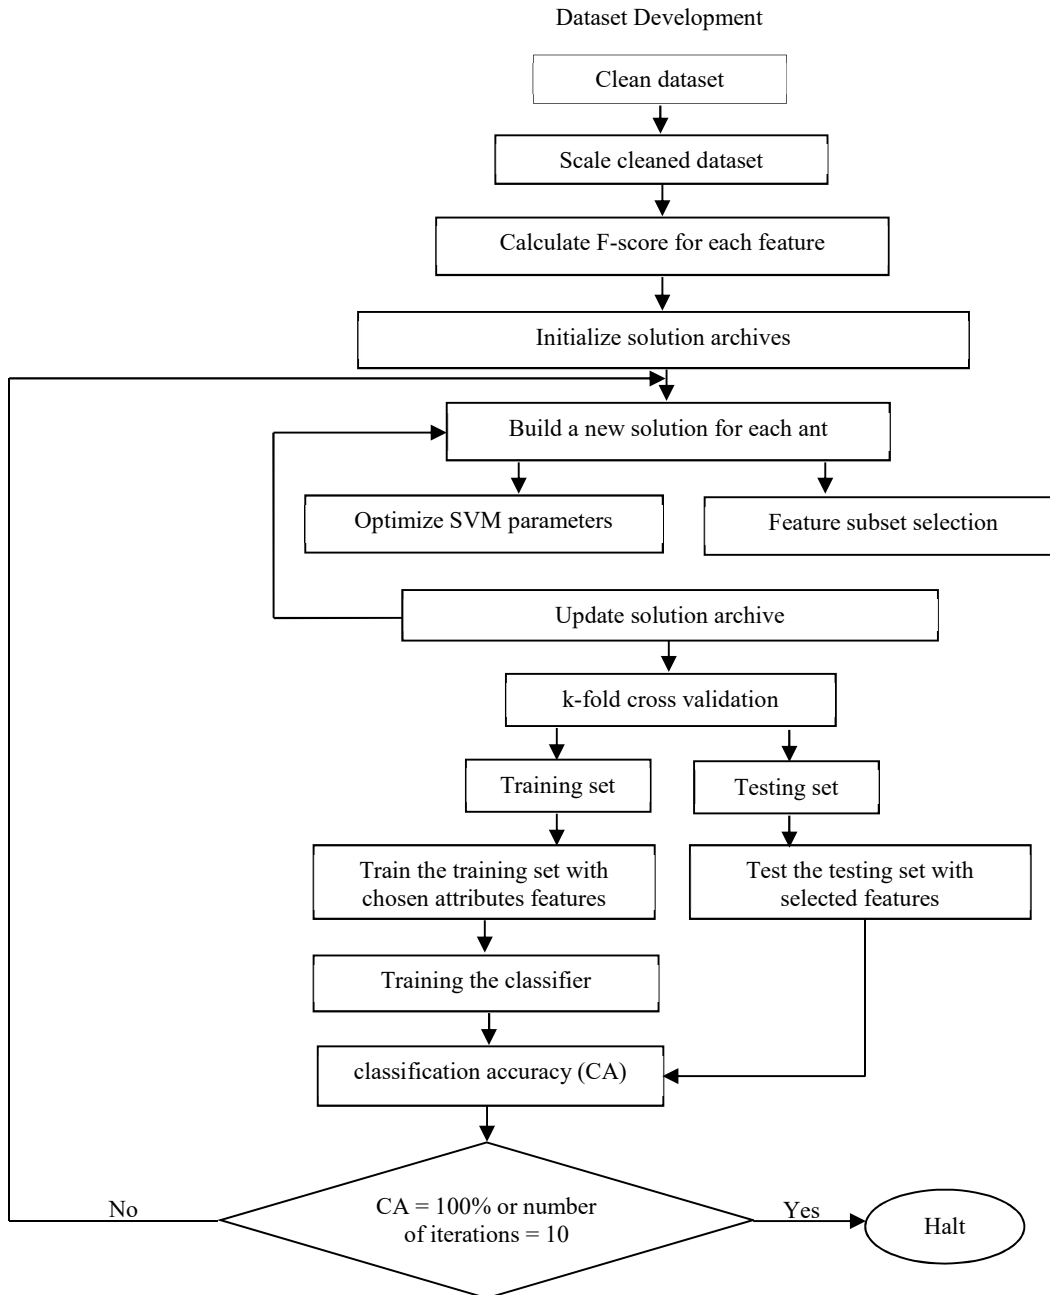 Dataset Development
Clean dataset
Scale cleaned dataset
Calculate F-score for each feature
Initialize solution archives
Build a new solution for each ant
Optimize SVM parameters
Feature subset selection
Update solution archive
k-fold cross validation
Training set
Testing set
Train the training set with
chosen attributes features
Test the testing set with
selected features
Training the classifier
classification accuracy (CA)
CA = 100% or number
of iterations = 10
No
Yes
Halt